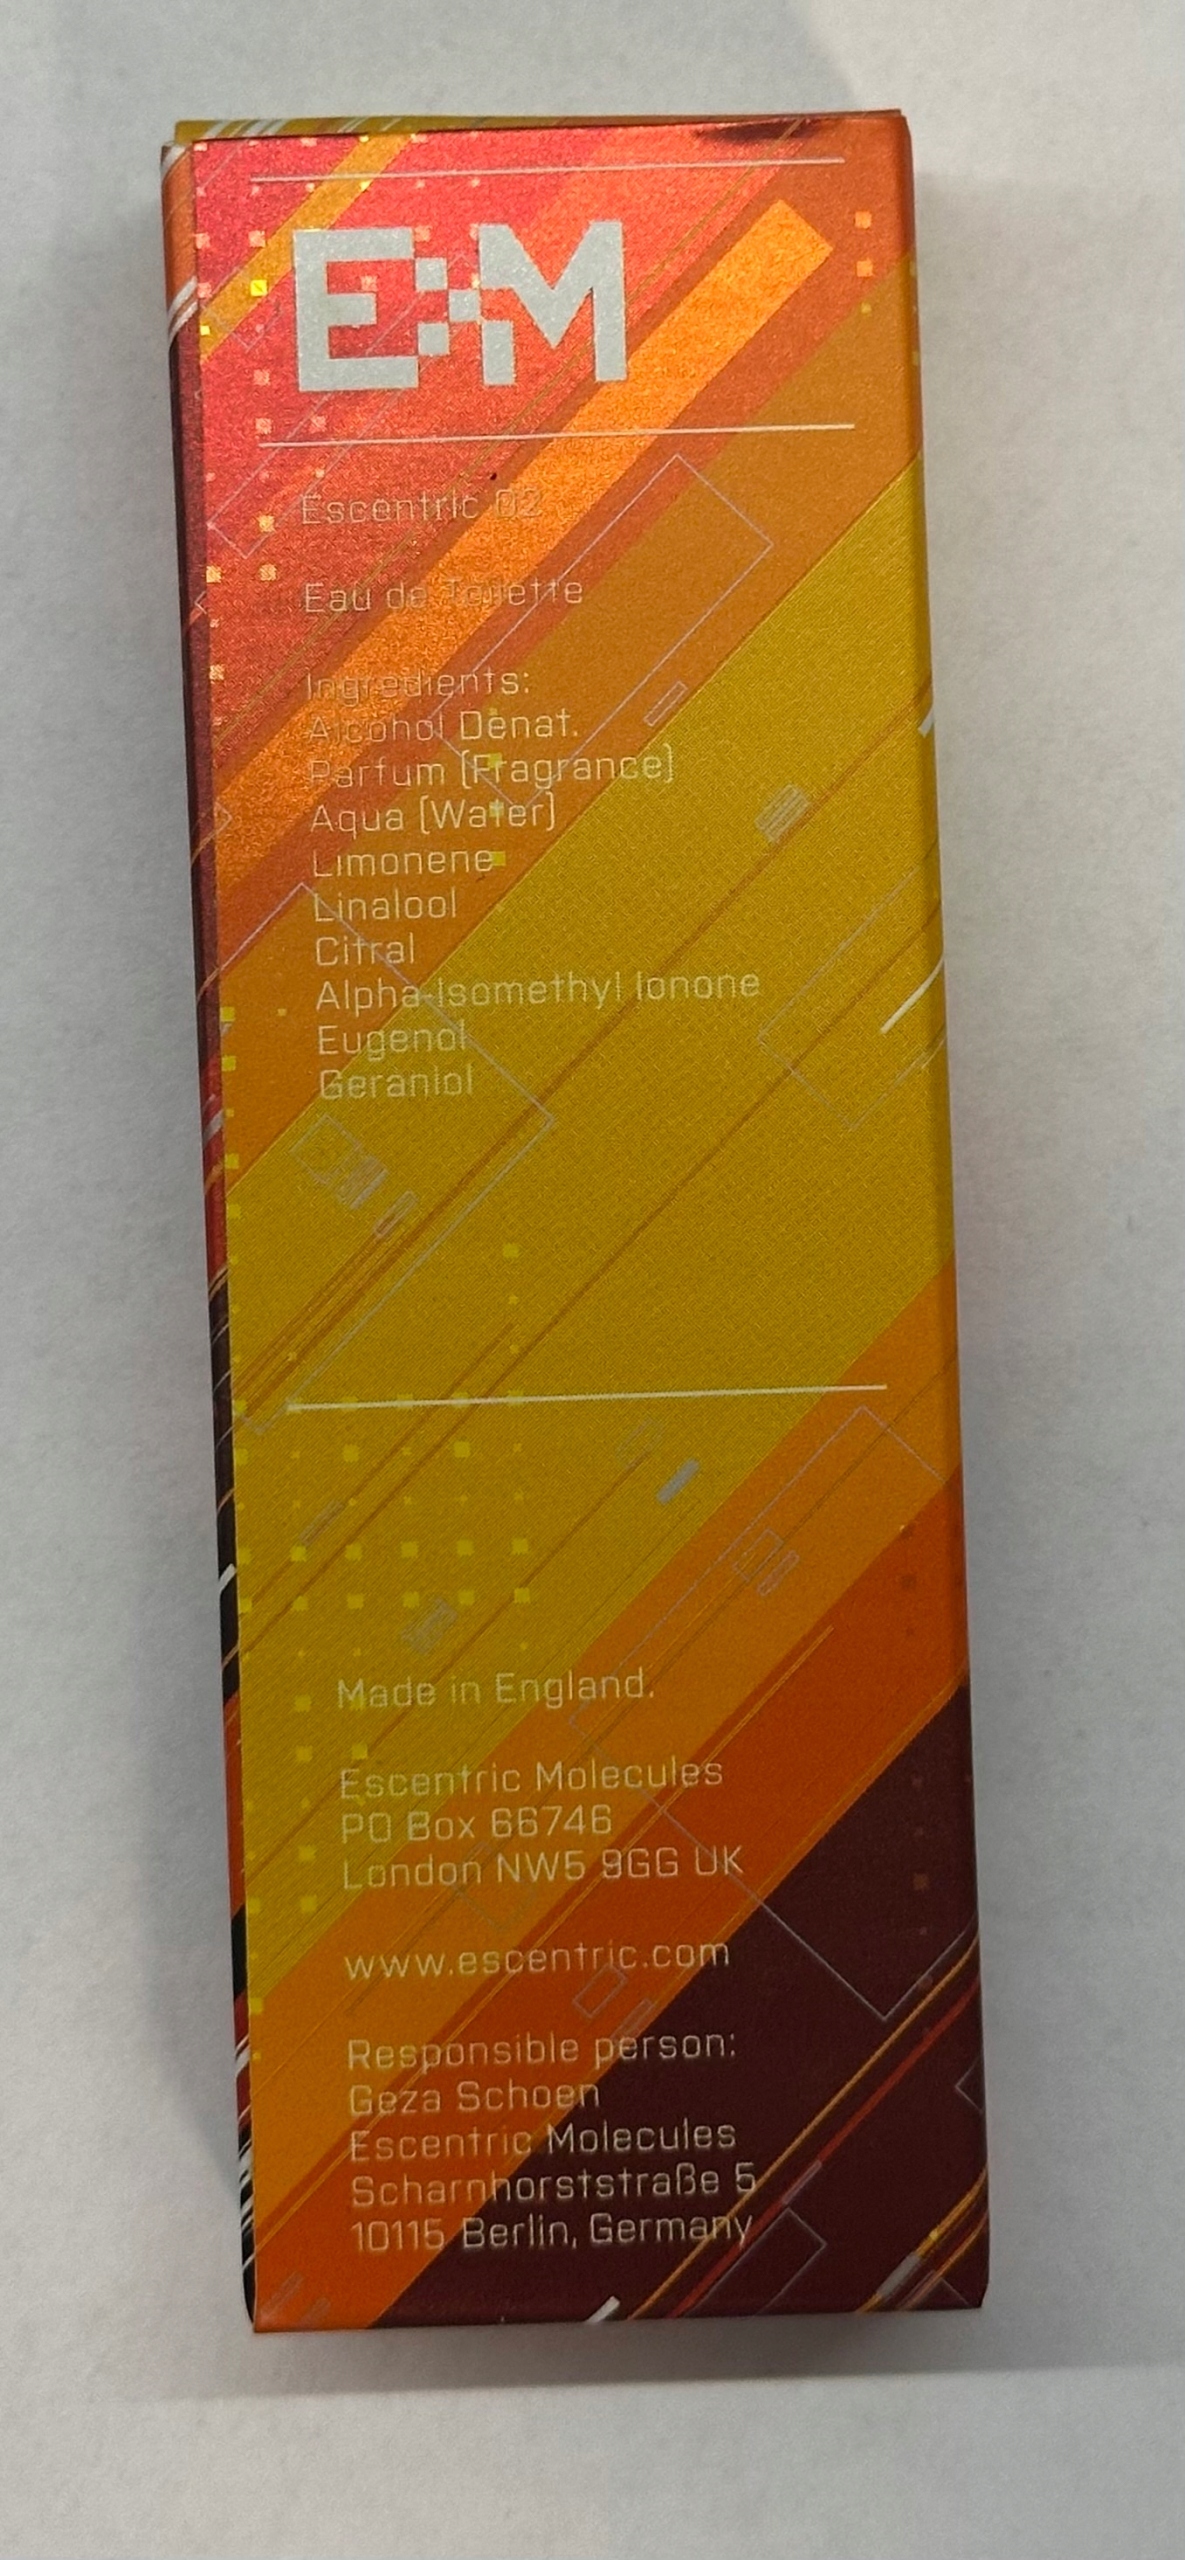 E:M
Escentric 02
Eau de Toilette
Ingredients:
Alcohol Denat.
Parfum (Fragrance)
Aqua (Water)
Limonene
Linalool
Citral
Alpha-Isomethyl Ionone
Eugenol
Geraniol
Made in England.
Escentric Molecules
PO Box 66746
London NW5 9GG UK
www.escentric.com
Responsible person:
Geza Schoen
Escentric Molecules
Scharnhorststraße 5
10115 Berlin, Germany